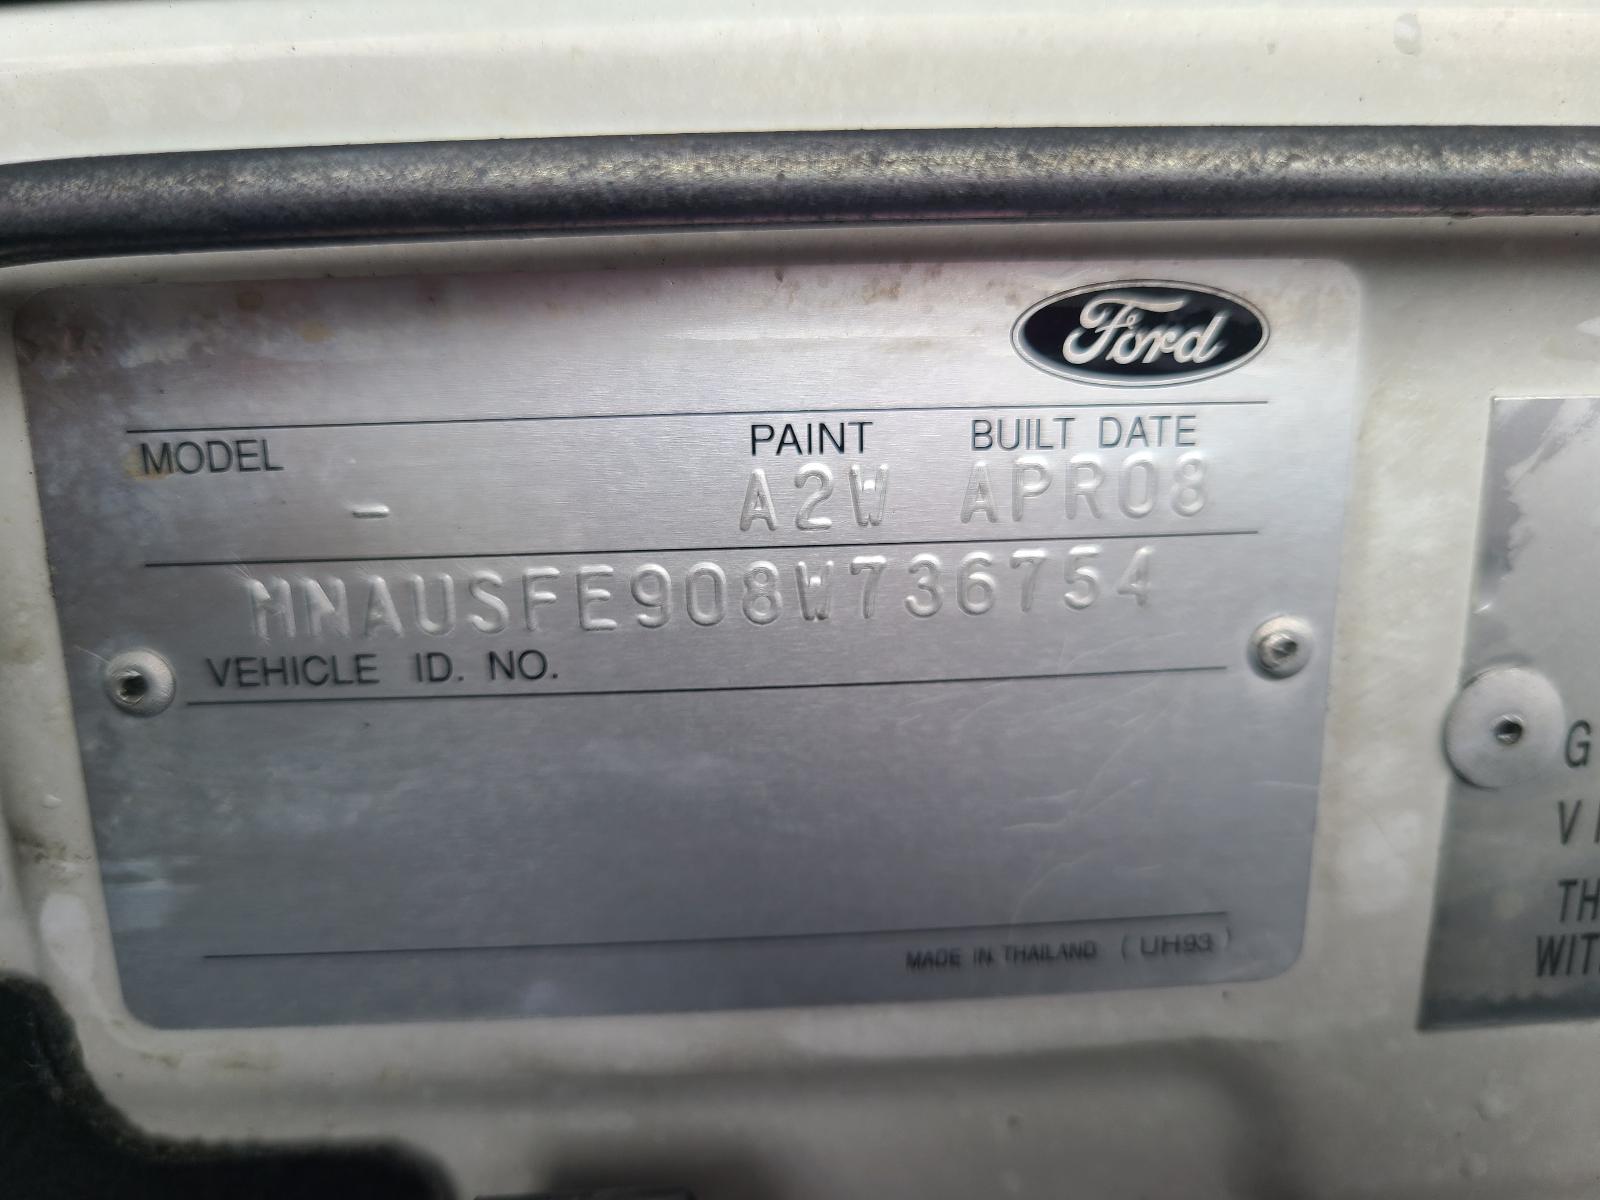 Ford
MODEL PAINT BUILT DATE
- A2W APR08
MNAUSFE908W736754
VEHICLE ID. NO.
MADE IN THAILAND (UH93)
G
V
TH
WIT